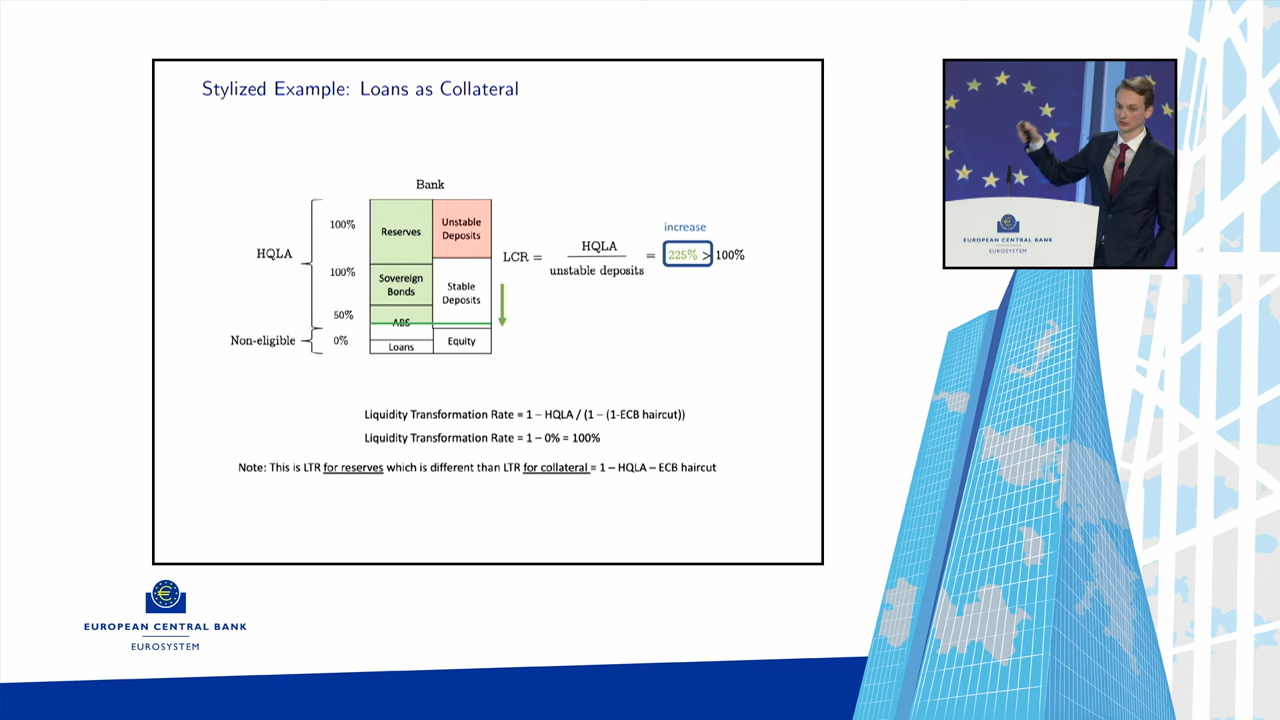 Stylized Example: Loans as Collateral
Bank
HQLA
100%
100%
50%
Non-eligible
0%
Reserves
Sovereign
Bonds
ABS
Loans
Unstable
Deposits
Stable
Deposits
Equity
LCR = HQLA / unstable deposits = 225% > 100%
increase
Liquidity Transformation Rate = 1 – HQLA / (1 – (1-ECB haircut))
Liquidity Transformation Rate = 1 – 0% = 100%
Note: This is LTR for reserves which is different than LTR for collateral = 1 – HQLA – ECB haircut
EUROPEAN CENTRAL BANK
EUROSYSTEM
EUROPEAN CENTRAL BANK
EUROSYSTEM